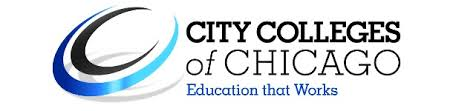 CITY COLLEGES
of CHICAGO
Education that Works